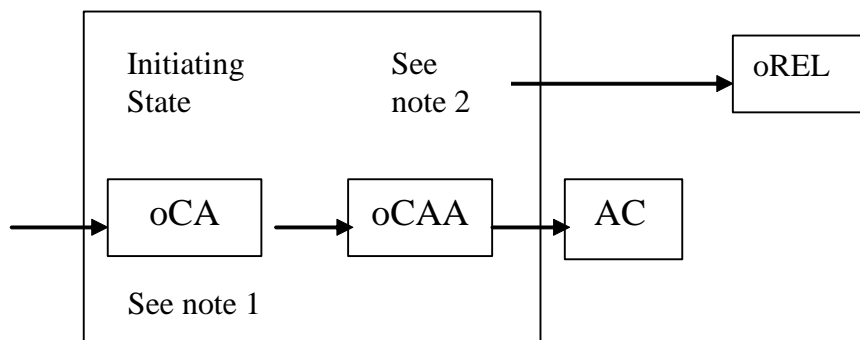 Initiating
State
See
note 2
oREL
oCA
oCAA
AC
See note 1